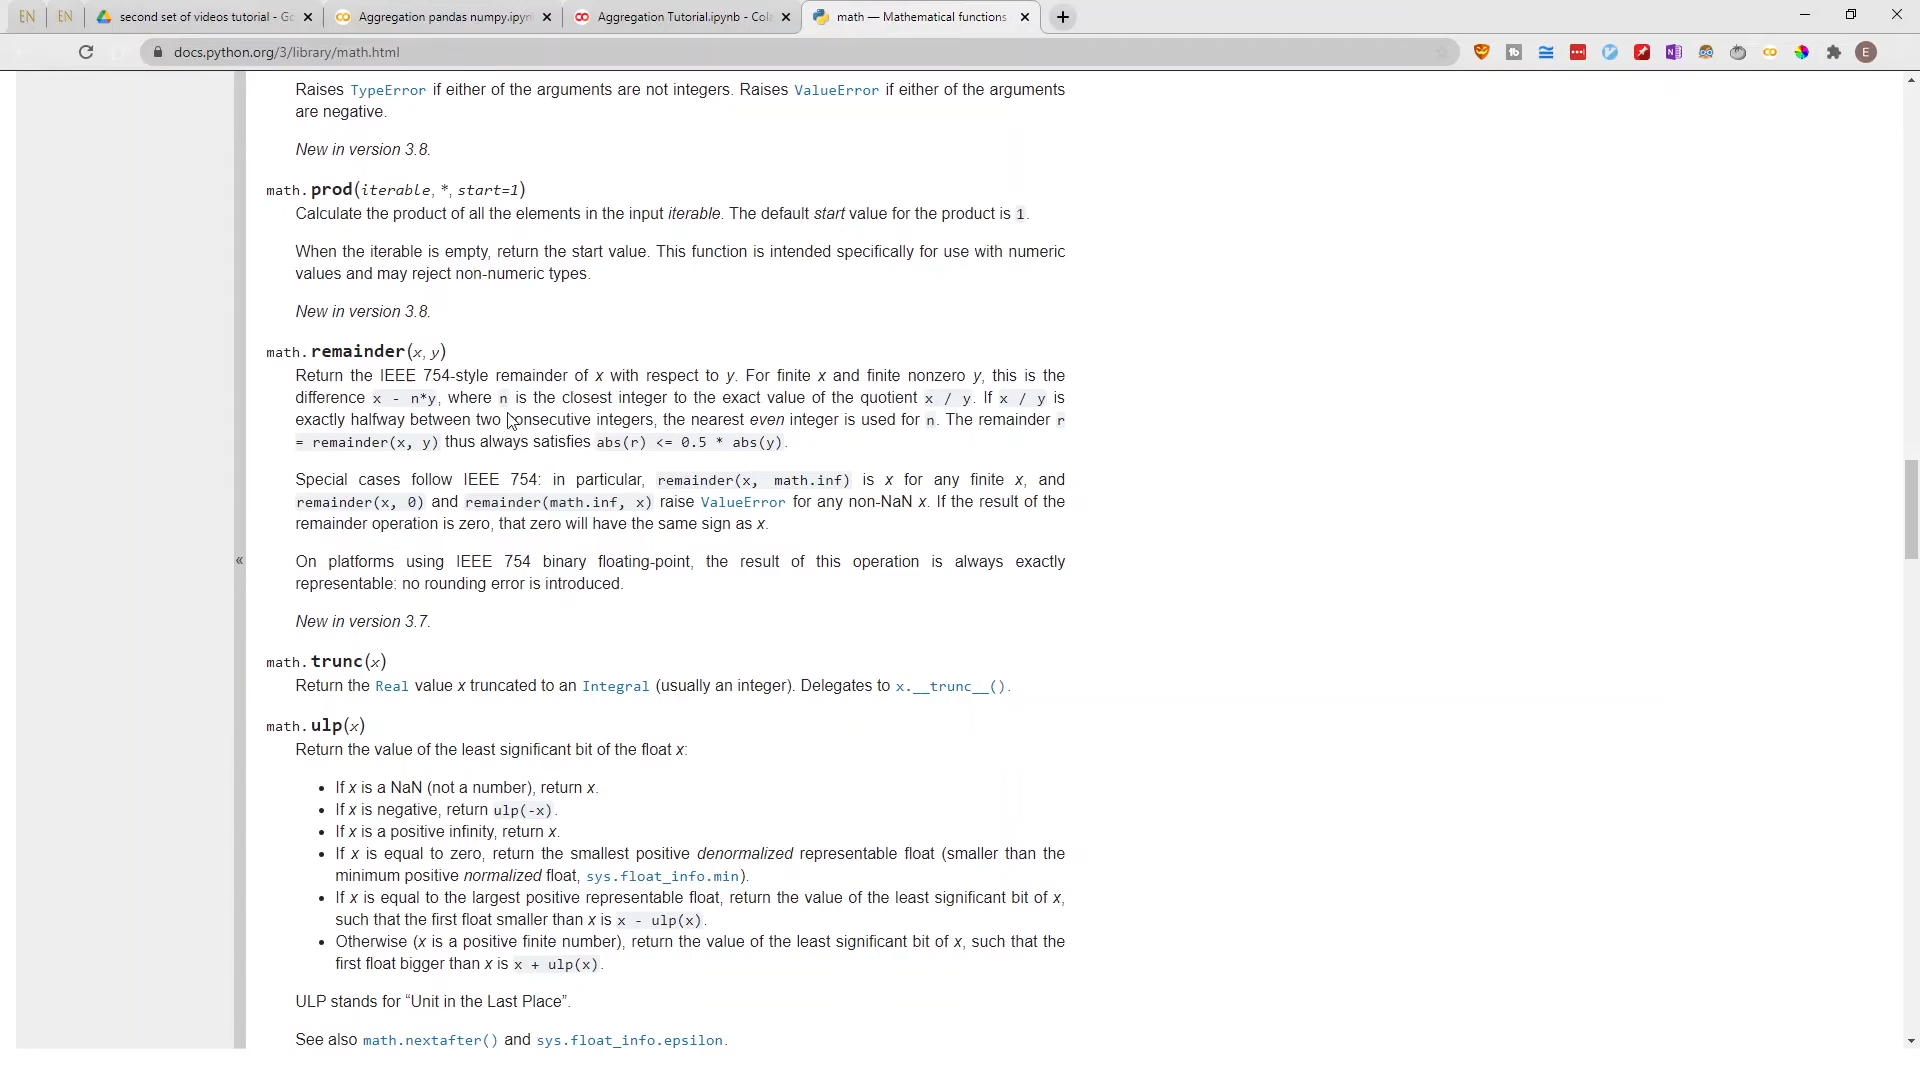 EN
EN
second set of videos tutorial - Go
Aggregation pandas numpy.ipyn
Aggregation Tutorial.ipynb - Cola
math — Mathematical functions
docs.python.org/3/library/math.html
E
Raises TypeError if either of the arguments are not integers. Raises ValueError if either of the arguments
are negative.
New in version 3.8.
math.prod(iterable, *, start=1)
Calculate the product of all the elements in the input iterable. The default start value for the product is 1.
When the iterable is empty, return the start value. This function is intended specifically for use with numeric
values and may reject non-numeric types.
New in version 3.8.
math.remainder(x, y)
Return the IEEE 754-style remainder of x with respect to y. For finite x and finite nonzero y, this is the
difference x - n*y, where n is the closest integer to the exact value of the quotient x / y. If x / y is
exactly halfway between two consecutive integers, the nearest even integer is used for n. The remainder r
= remainder(x, y) thus always satisfies abs(r) <= 0.5 * abs(y).
Special cases follow IEEE 754: in particular, remainder(x, math.inf) is x for any finite x, and
remainder(x, 0) and remainder(math.inf, x) raise ValueError for any non-NaN x. If the result of the
remainder operation is zero, that zero will have the same sign as x.
On platforms using IEEE 754 binary floating-point, the result of this operation is always exactly
representable: no rounding error is introduced.
New in version 3.7.
math.trunc(x)
Return the Real value x truncated to an Integral (usually an integer). Delegates to x.__trunc__().
math.ulp(x)
Return the value of the least significant bit of the float x:
• If x is a NaN (not a number), return x.
• If x is negative, return ulp(-x).
• If x is a positive infinity, return x.
• If x is equal to zero, return the smallest positive denormalized representable float (smaller than the
minimum positive normalized float, sys.float_info.min).
• If x is equal to the largest positive representable float, return the value of the least significant bit of x,
such that the first float smaller than x is x - ulp(x).
• Otherwise (x is a positive finite number), return the value of the least significant bit of x, such that the
first float bigger than x is x + ulp(x).
ULP stands for “Unit in the Last Place”.
See also math.nextafter() and sys.float_info.epsilon.